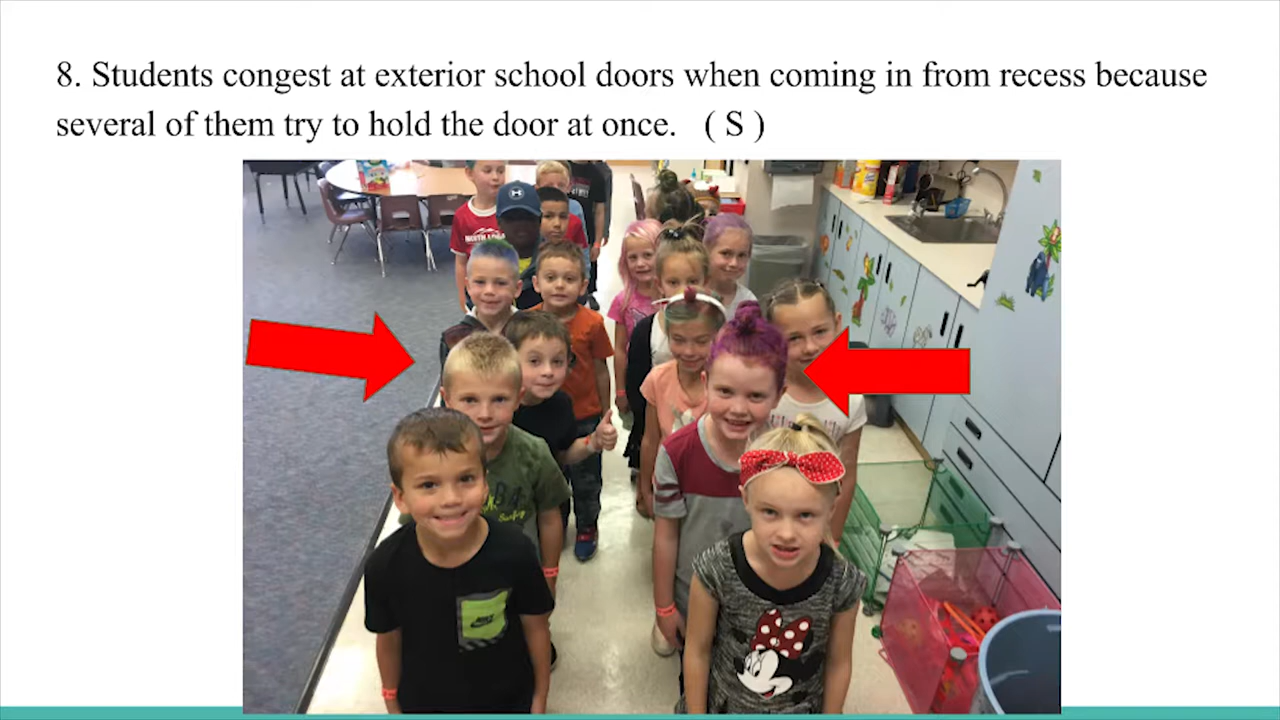 8. Students congest at exterior school doors when coming in from recess because
several of them try to hold the door at once. ( S )